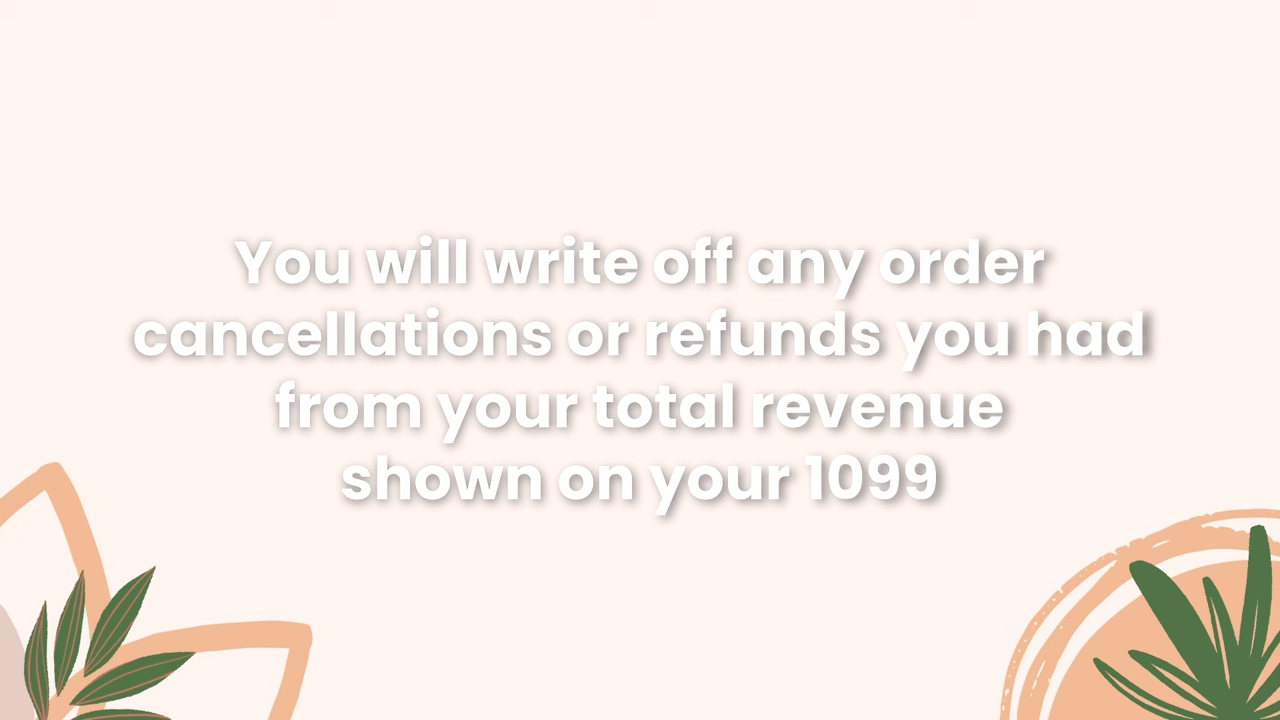 You will write off any order
cancellations or refunds you had
from your total revenue
shown on your 1099